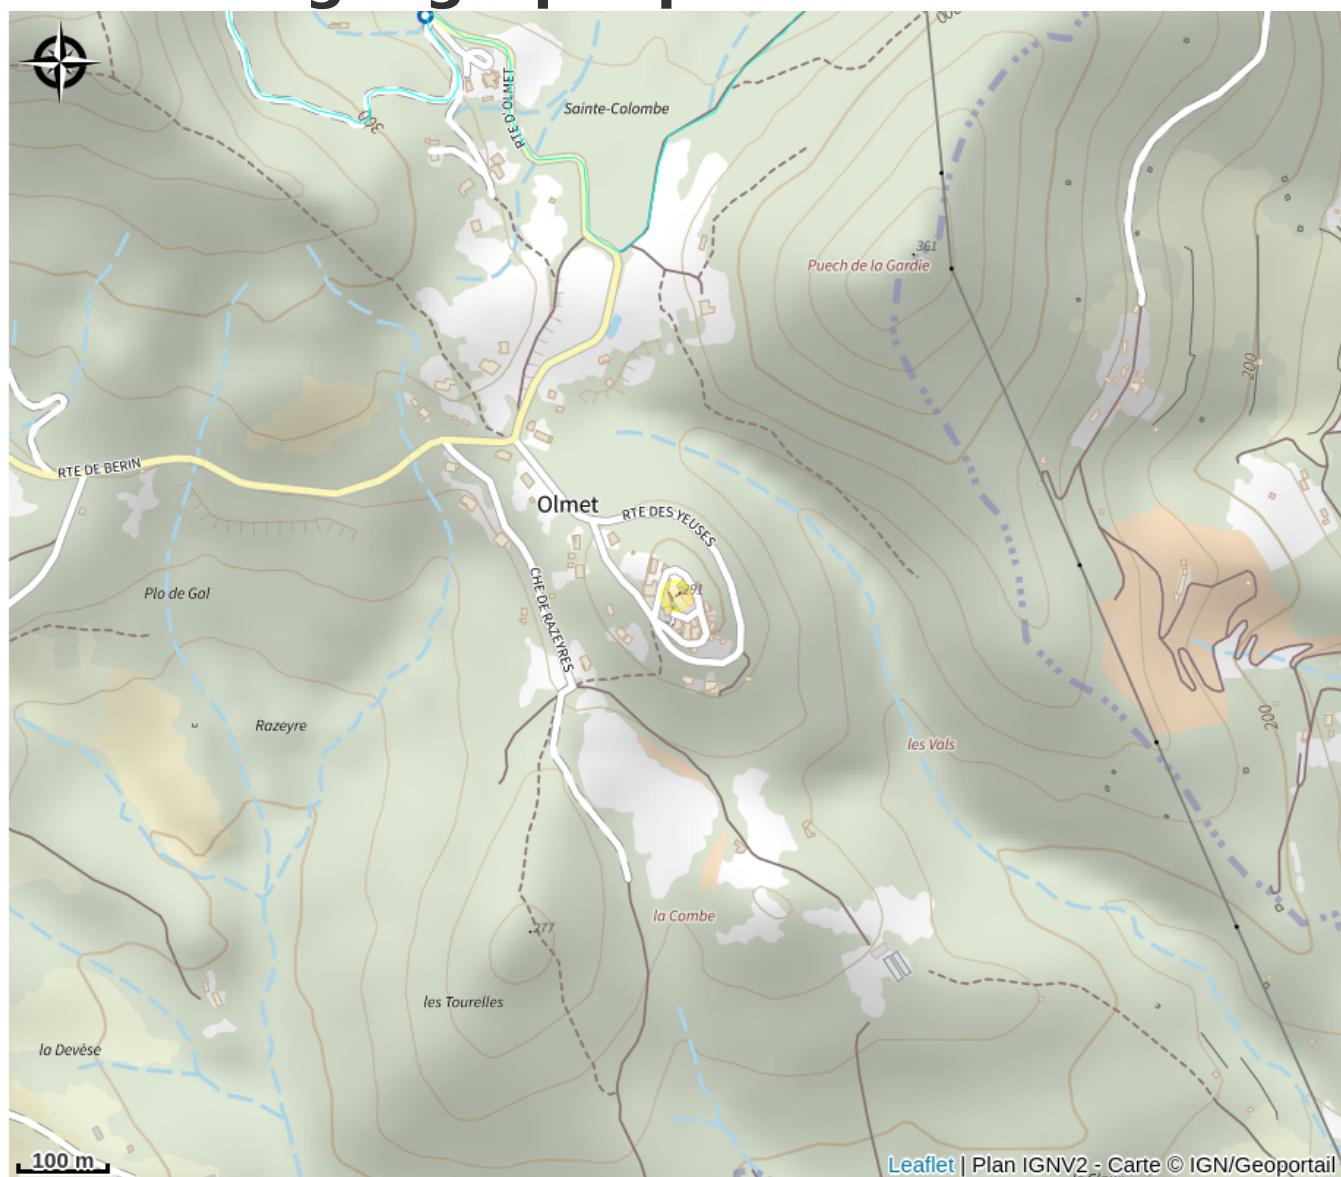 300
RTE D'OLMET
Sainte-Colombe
361
Puech de la Gardie
200
RTE DE BERIN
Olmet
RTE DES YEUSES
291
CHE DE RAZEYRES
Plo de Gal
Razeyre
200
les Vals
la Combe
277
les Tourelles
la Devèse
100 m
Leaflet | Plan IGNV2 - Carte © IGN/Geoportail